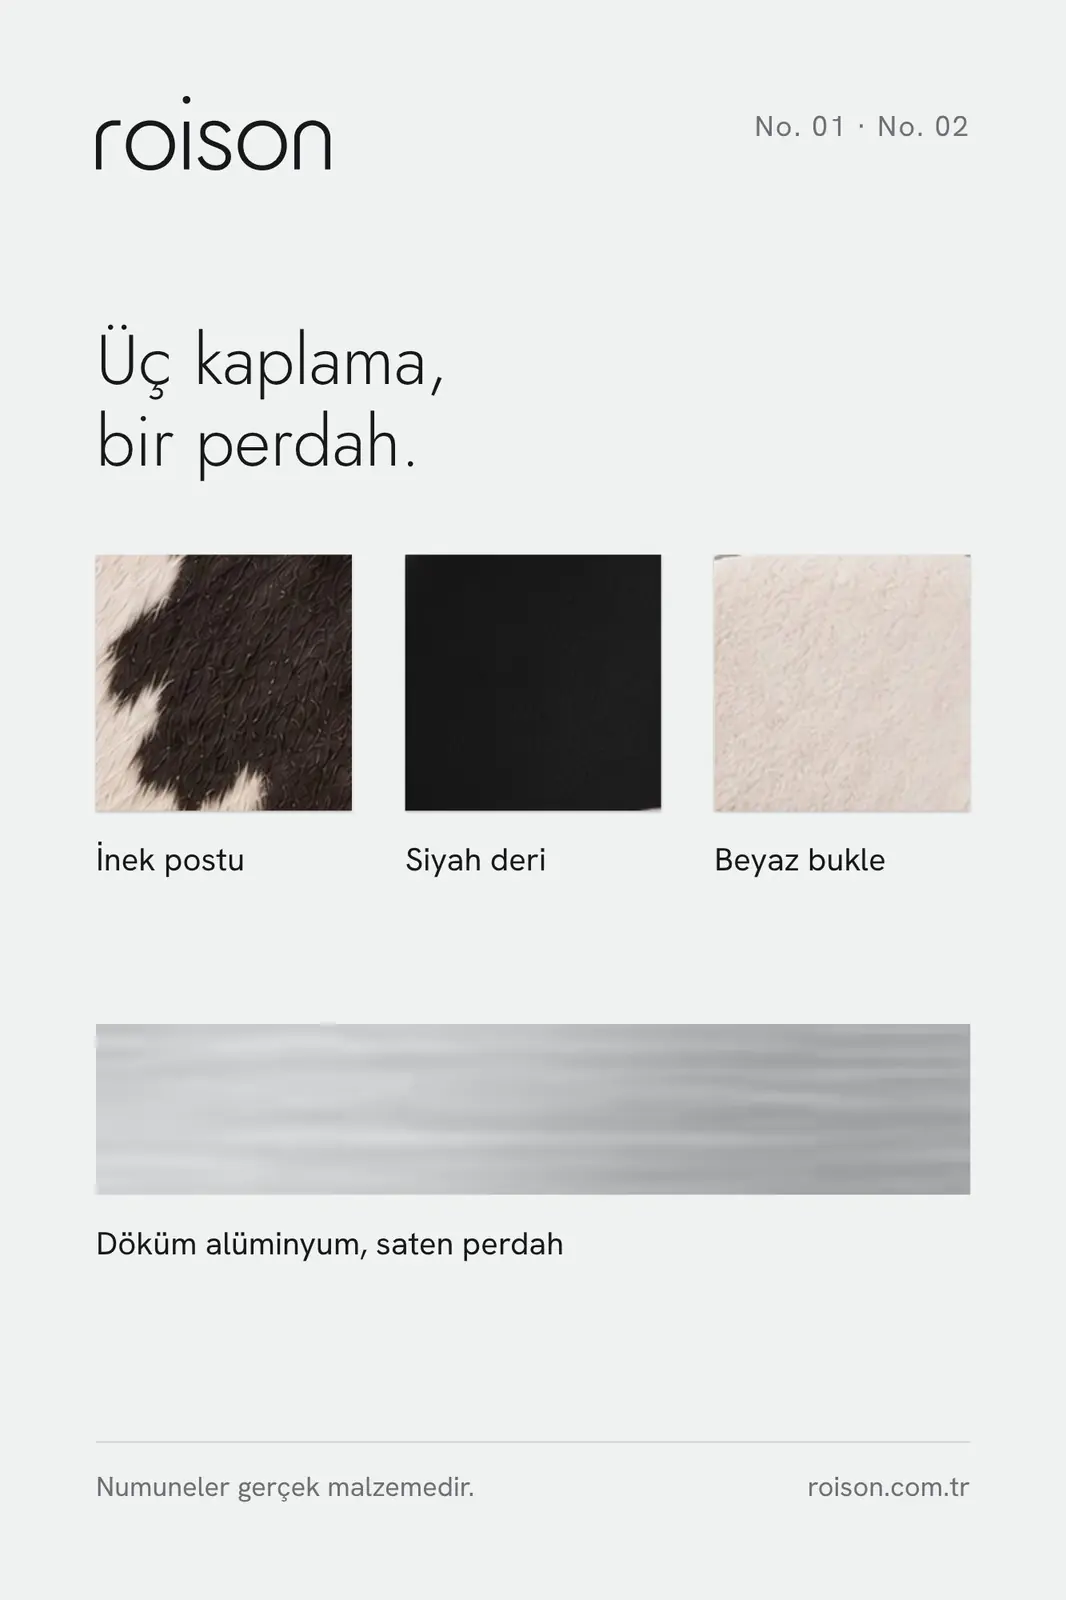 roison
No. 01 · No. 02
Üç kaplama,
bir perdah.
İnek postu
Siyah deri
Beyaz bukle
Döküm alüminyum, saten perdah
Numuneler gerçek malzemedir.
roison.com.tr